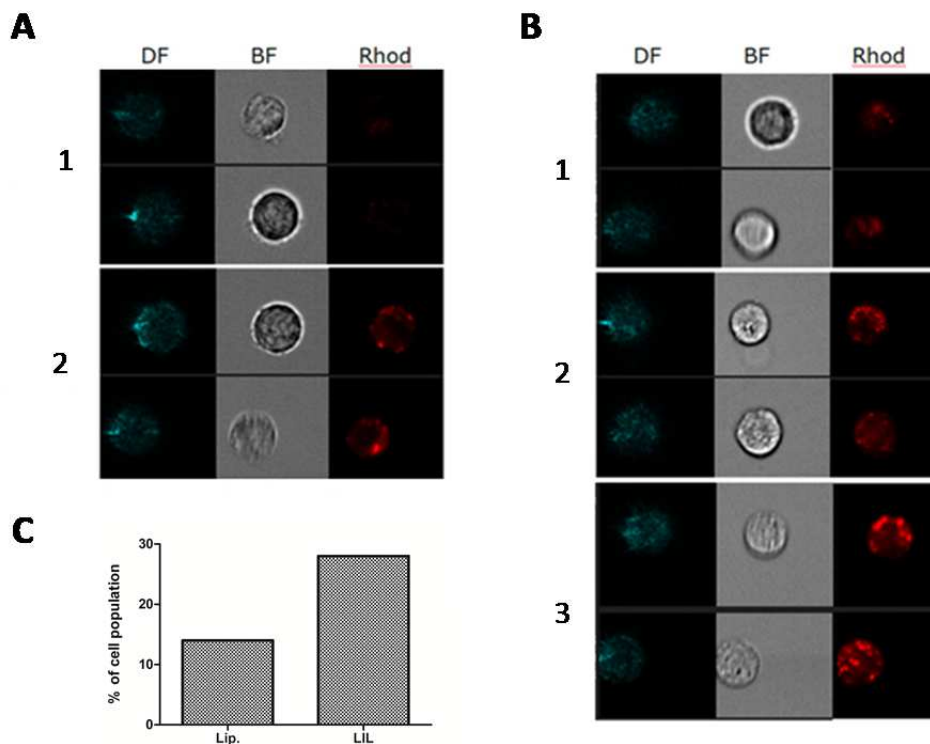 A
DF BF Rhod
1
2
B
DF BF Rhod
1
2
3
C
% of cell population
30
20
10
0
Lip. LIL